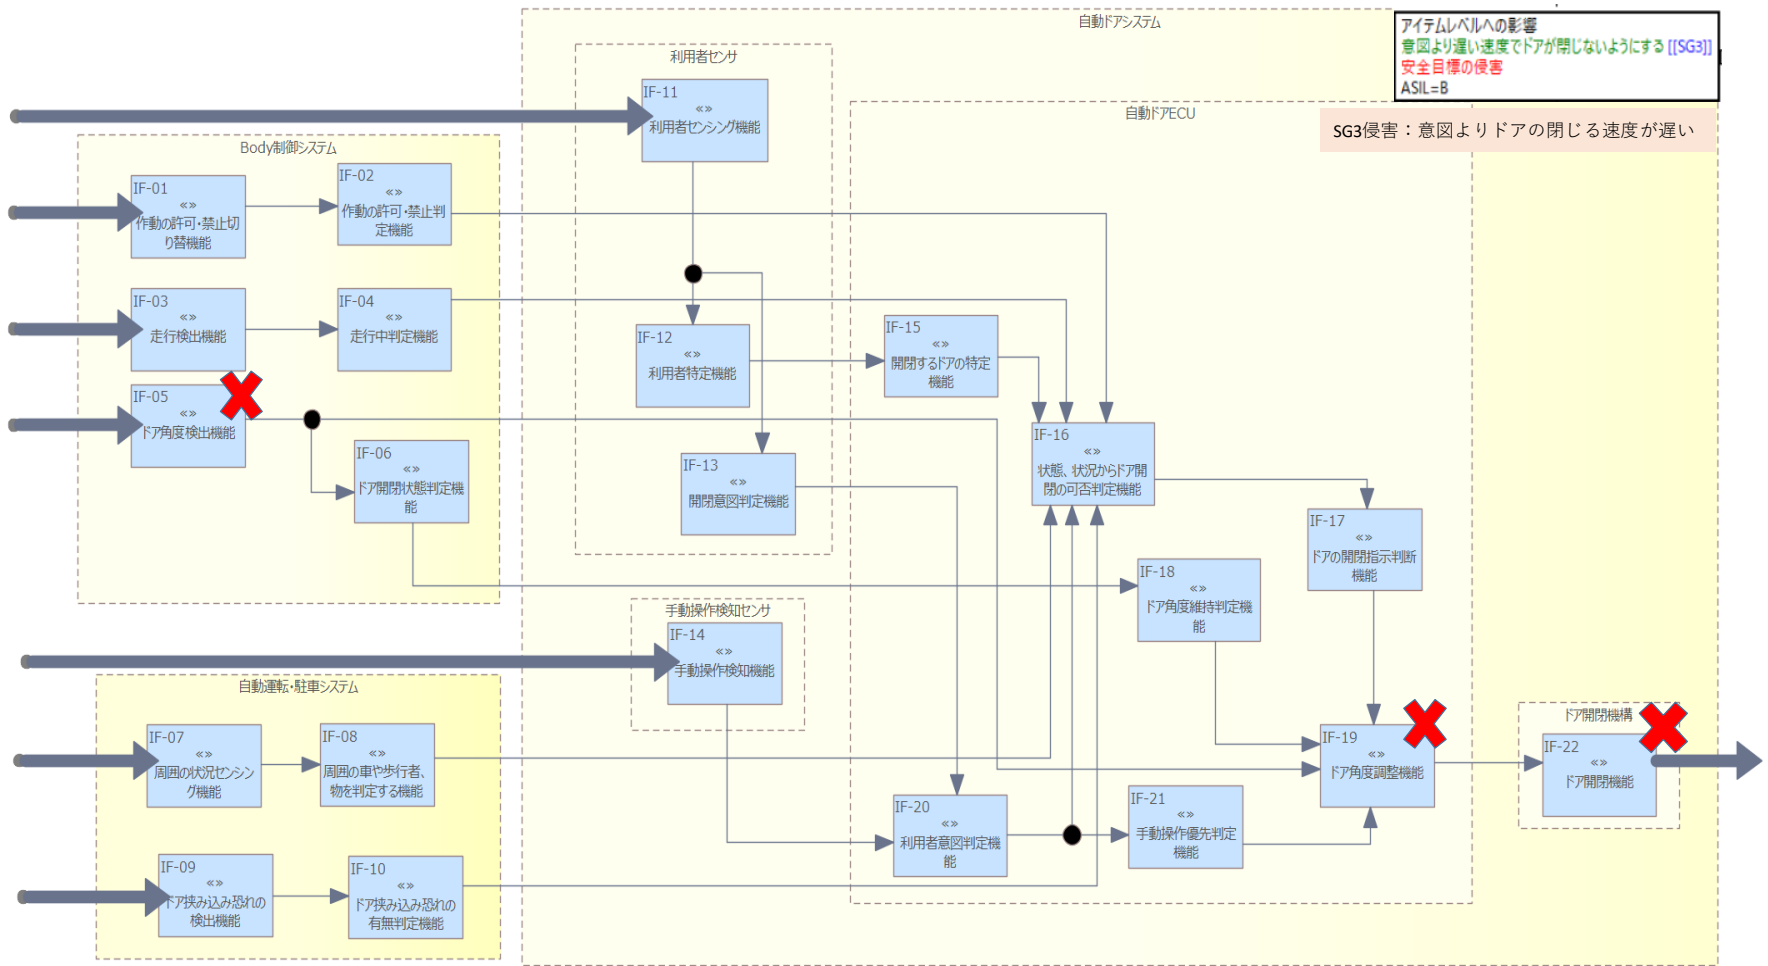 自動ドアシステム
アイテムレベルへの影響
意図より遅い速度でドアが閉じないようにする [[SG3]]
安全目標の侵害
ASIL=B
SG3侵害：意図よりドアの閉じる速度が遅い
利用者センサ
IF-11
«»
利用者センシング機能
自動ドアECU
Body制御システム
IF-01
«»
作動の許可・禁止切
り替機能
IF-02
«»
作動の許可・禁止判
定機能
IF-03
«»
走行検出機能
IF-04
«»
走行中判定機能
IF-05
«»
ドア角度検出機能
IF-06
«»
ドア開閉状態判定機
能
IF-12
«»
利用者特定機能
IF-13
«»
開閉意図判定機能
IF-15
«»
開閉するドアの特定
機能
IF-16
«»
状態、状況からドア開
閉の可否判定機能
IF-17
«»
ドアの開閉指示判断
機能
IF-18
«»
ドア角度維持判定機
能
手動操作検知センサ
IF-14
«»
手動操作検知機能
自動運転・駐車システム
IF-07
«»
周囲の状況センシン
グ機能
IF-08
«»
周囲の車や歩行者、
物を判定する機能
IF-09
«»
ドア挟み込み恐れの
検出機能
IF-10
«»
ドア挟み込み恐れの
有無判定機能
IF-20
«»
利用者意図判定機
能
IF-21
«»
手動操作優先判定
機能
IF-19
«»
ドア角度調整機能
ドア開閉機構
IF-22
«»
ドア開閉機能